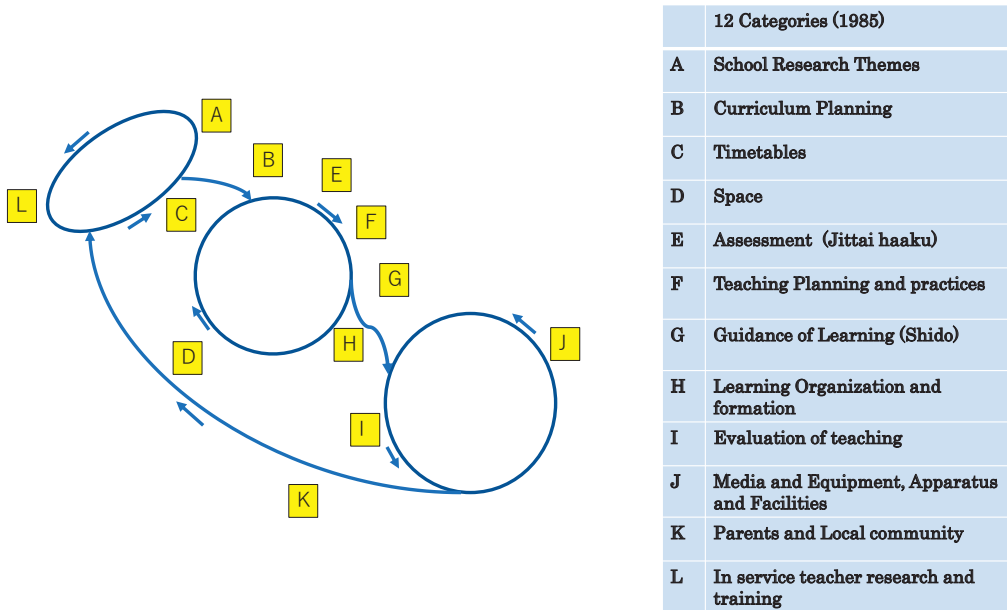 A
B
E
L
C
F
G
H
J
D
I
K
12 Categories (1985)
A School Research Themes
B Curriculum Planning
C Timetables
D Space
E Assessment (Jittai haaku)
F Teaching Planning and practices
G Guidance of Learning (Shido)
H Learning Organization and
formation
I Evaluation of teaching
J Media and Equipment, Apparatus
and Facilities
K Parents and Local community
L In service teacher research and
training